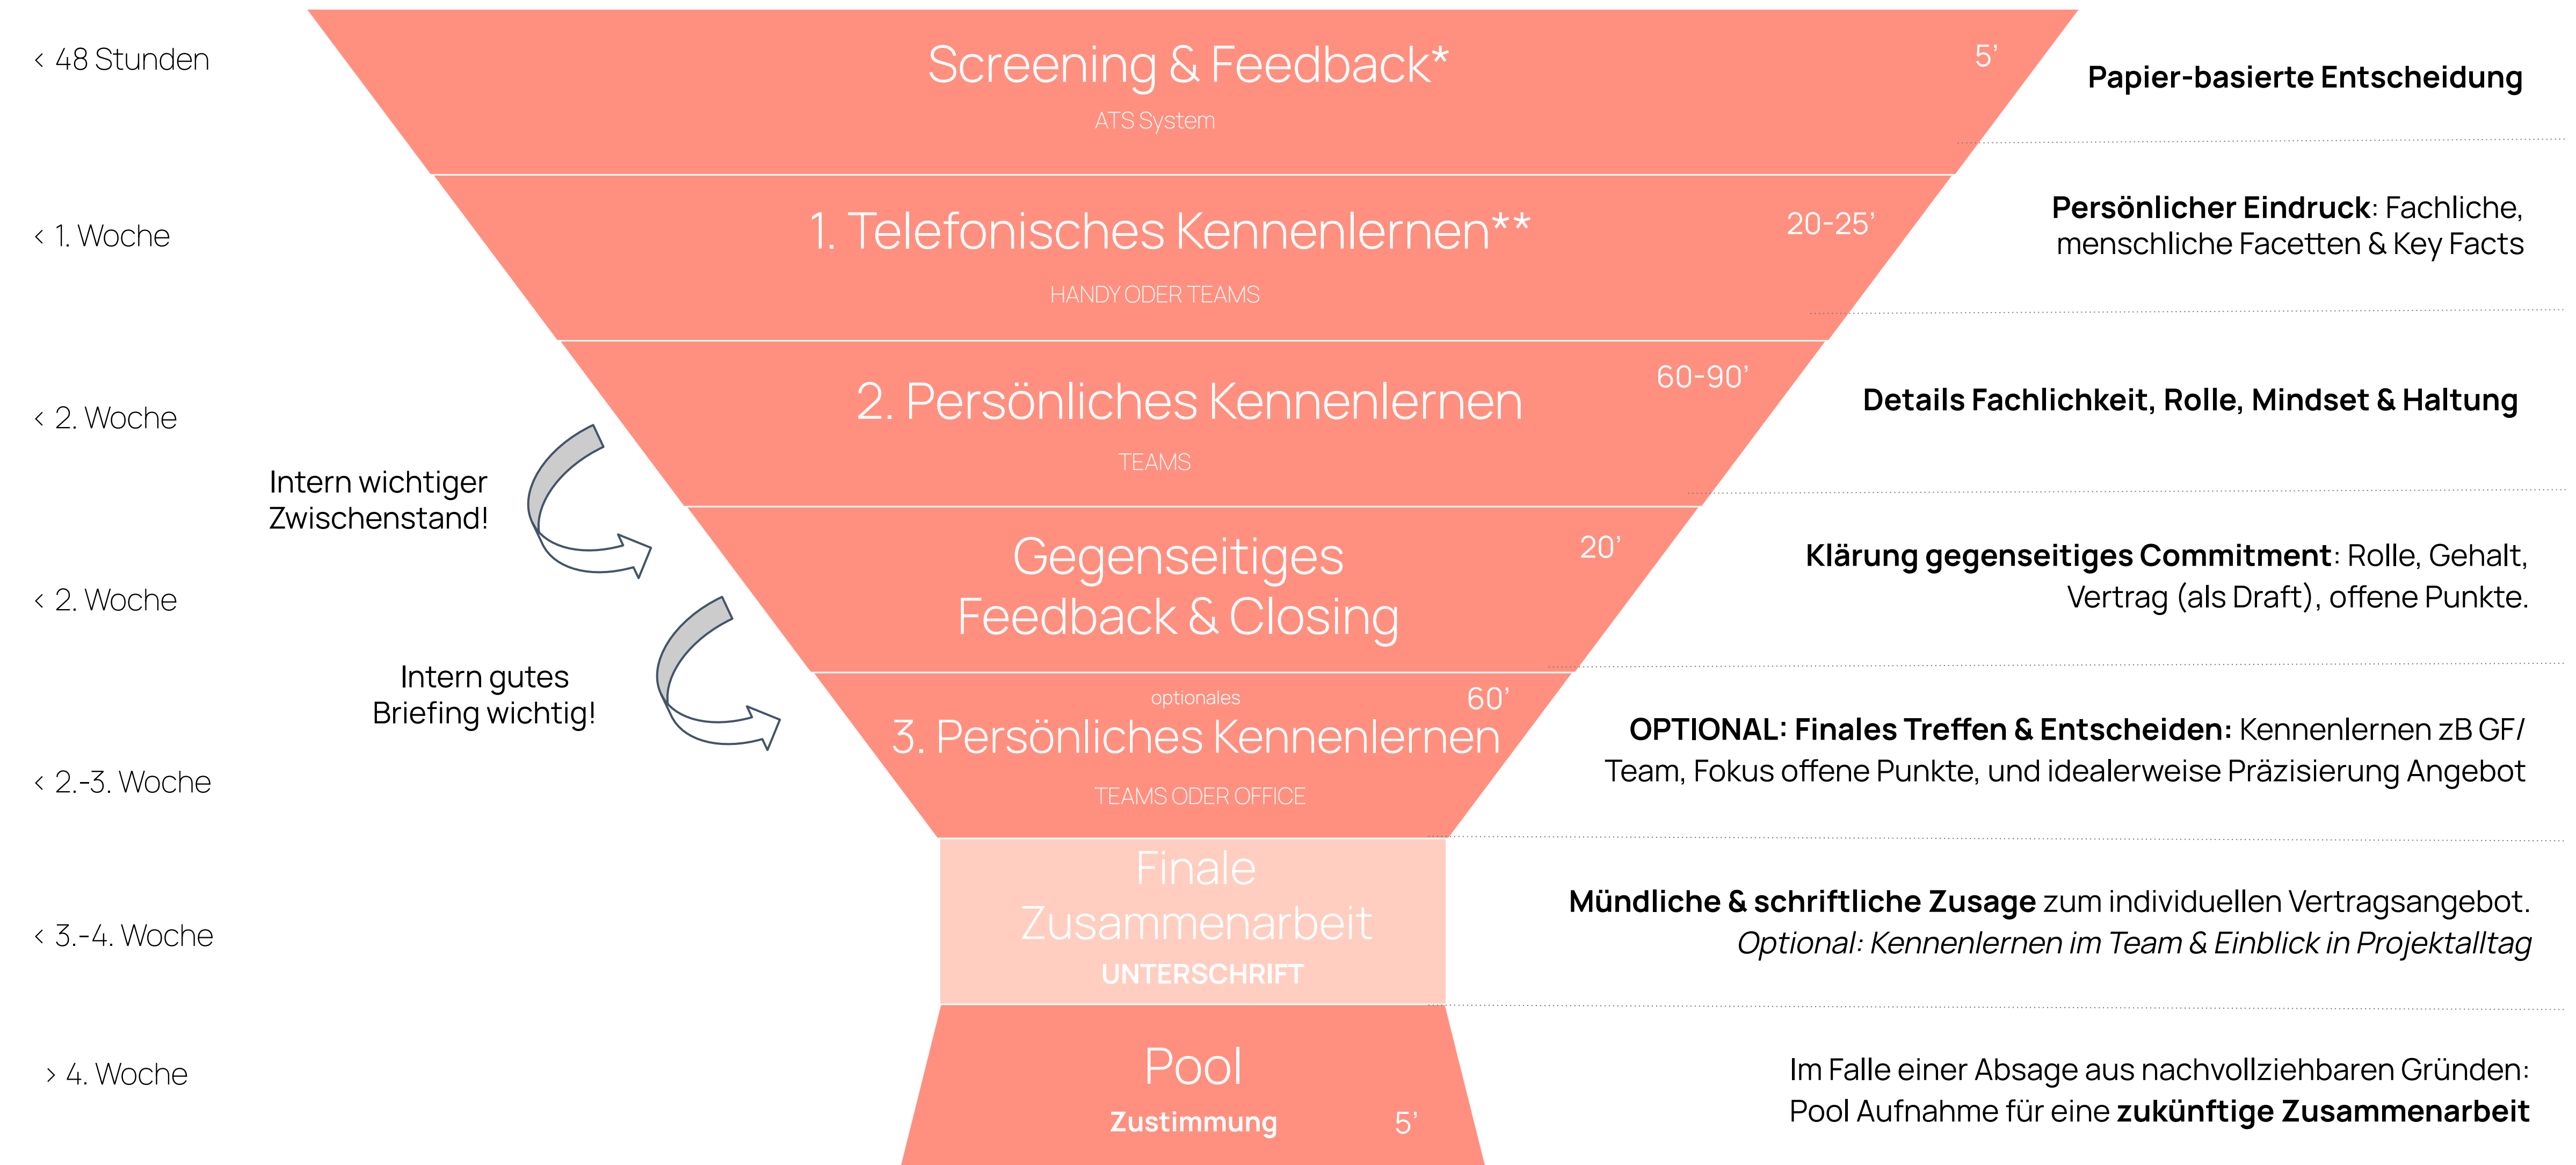 < 48 Stunden
Screening & Feedback*
5’
ATS System
Papier-basierte Entscheidung
< 1. Woche
1. Telefonisches Kennenlernen**
20-25’
HANDY ODER TEAMS
Persönlicher Eindruck: Fachliche,
menschliche Facetten & Key Facts
< 2. Woche
2. Persönliches Kennenlernen
60-90’
TEAMS
Details Fachlichkeit, Rolle, Mindset & Haltung
Intern wichtiger
Zwischenstand!
< 2. Woche
Gegenseitiges
Feedback & Closing
20’
Klärung gegenseitiges Commitment: Rolle, Gehalt,
Vertrag (als Draft), offene Punkte.
Intern gutes
Briefing wichtig!
< 2.-3. Woche
optionales
60’
3. Persönliches Kennenlernen
TEAMS ODER OFFICE
OPTIONAL: Finales Treffen & Entscheiden: Kennenlernen zB GF/
Team, Fokus offene Punkte, und idealerweise Präzisierung Angebot
< 3.-4. Woche
Finale
Zusammenarbeit
UNTERSCHRIFT
Mündliche & schriftliche Zusage zum individuellen Vertragsangebot.
Optional: Kennenlernen im Team & Einblick in Projektalltag
> 4. Woche
Pool
Zustimmung
5’
Im Falle einer Absage aus nachvollziehbaren Gründen:
Pool Aufnahme für eine zukünftige Zusammenarbeit